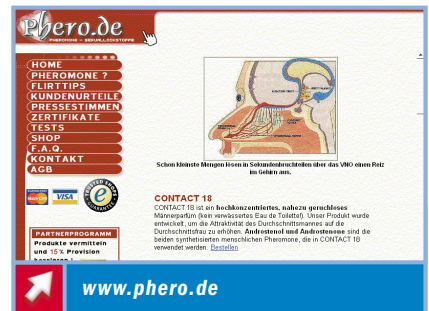 Phero.de
PHEROMONE - SEXUALLOCKSTOFFE
HOME
PHEROMONE ?
FLIRTTIPS
KUNDENURTEILE
PRESSESTIMMEN
ZERTIFIKATE
TESTS
SHOP
F.A.Q.
KONTAKT
AGB
MasterCard
VISA
TRUSTED SHOPS
GUARANTEE
PARTNERPROGRAMM
Produkte vermitteln
und 15 % Provision
Schon kleinste Mengen lösen in Sekundenbruchteilen über das VNO einen Reiz
im Gehirn aus.
CONTACT 18
CONTACT 18 ist ein hochkonzentriertes, nahezu geruchloses
Männerparfüm (kein verwässertes Eau de Toilette!). Unser Produkt wurde
entwickelt, um die Attraktivität des Durchschnittsmannes auf die
Durchschnittsfrau zu erhöhen. Androstenol und Androstenone sind die
beiden synthetisierten menschlichen Pheromone, die in CONTACT 18
verwendet werden. Bestellen
www.phero.de